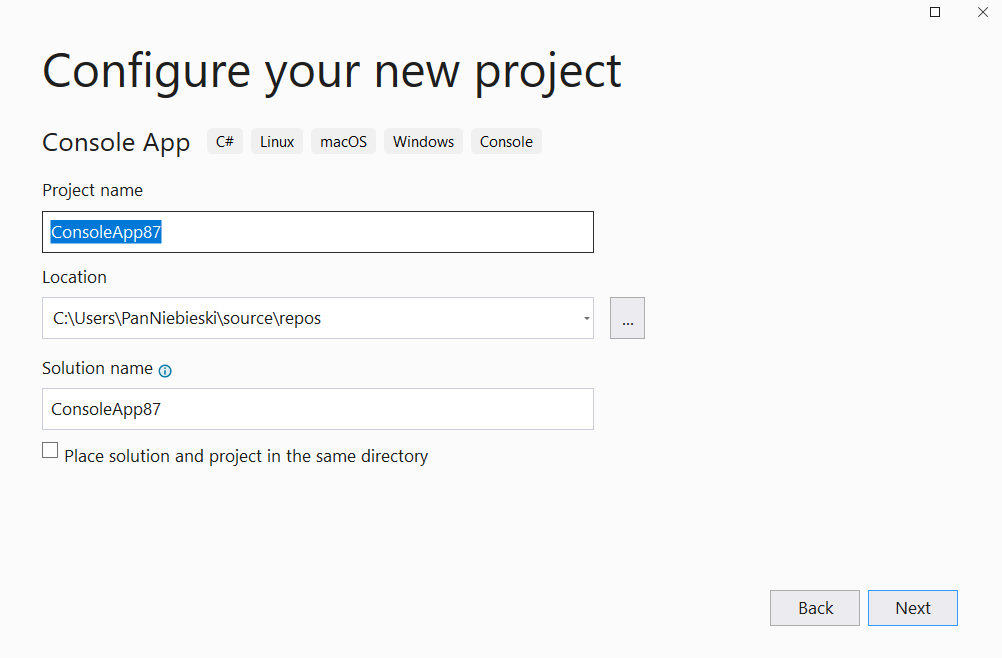 Configure your new project
Console App C# Linux macOS Windows Console
Project name
ConsoleApp87
Location
C:\Users\PanNiebieski\source\repos
...
Solution name
ConsoleApp87
Place solution and project in the same directory
Back Next